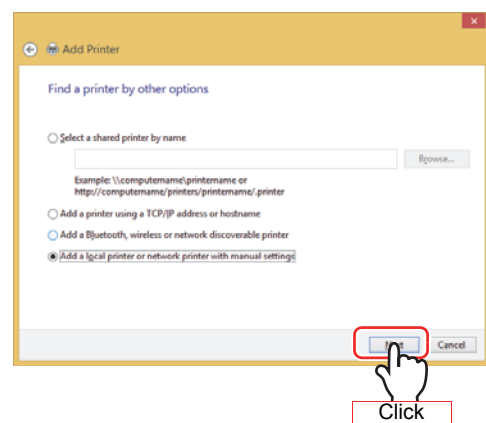 Add Printer
Find a printer by other options
Select a shared printer by name
Browse...
Example: \\computername\printername or
http://computername/printers/printername/.printer
Add a printer using a TCP/IP address or hostname
Add a Bluetooth, wireless or network discoverable printer
Add a local printer or network printer with manual settings
Cancel
Click